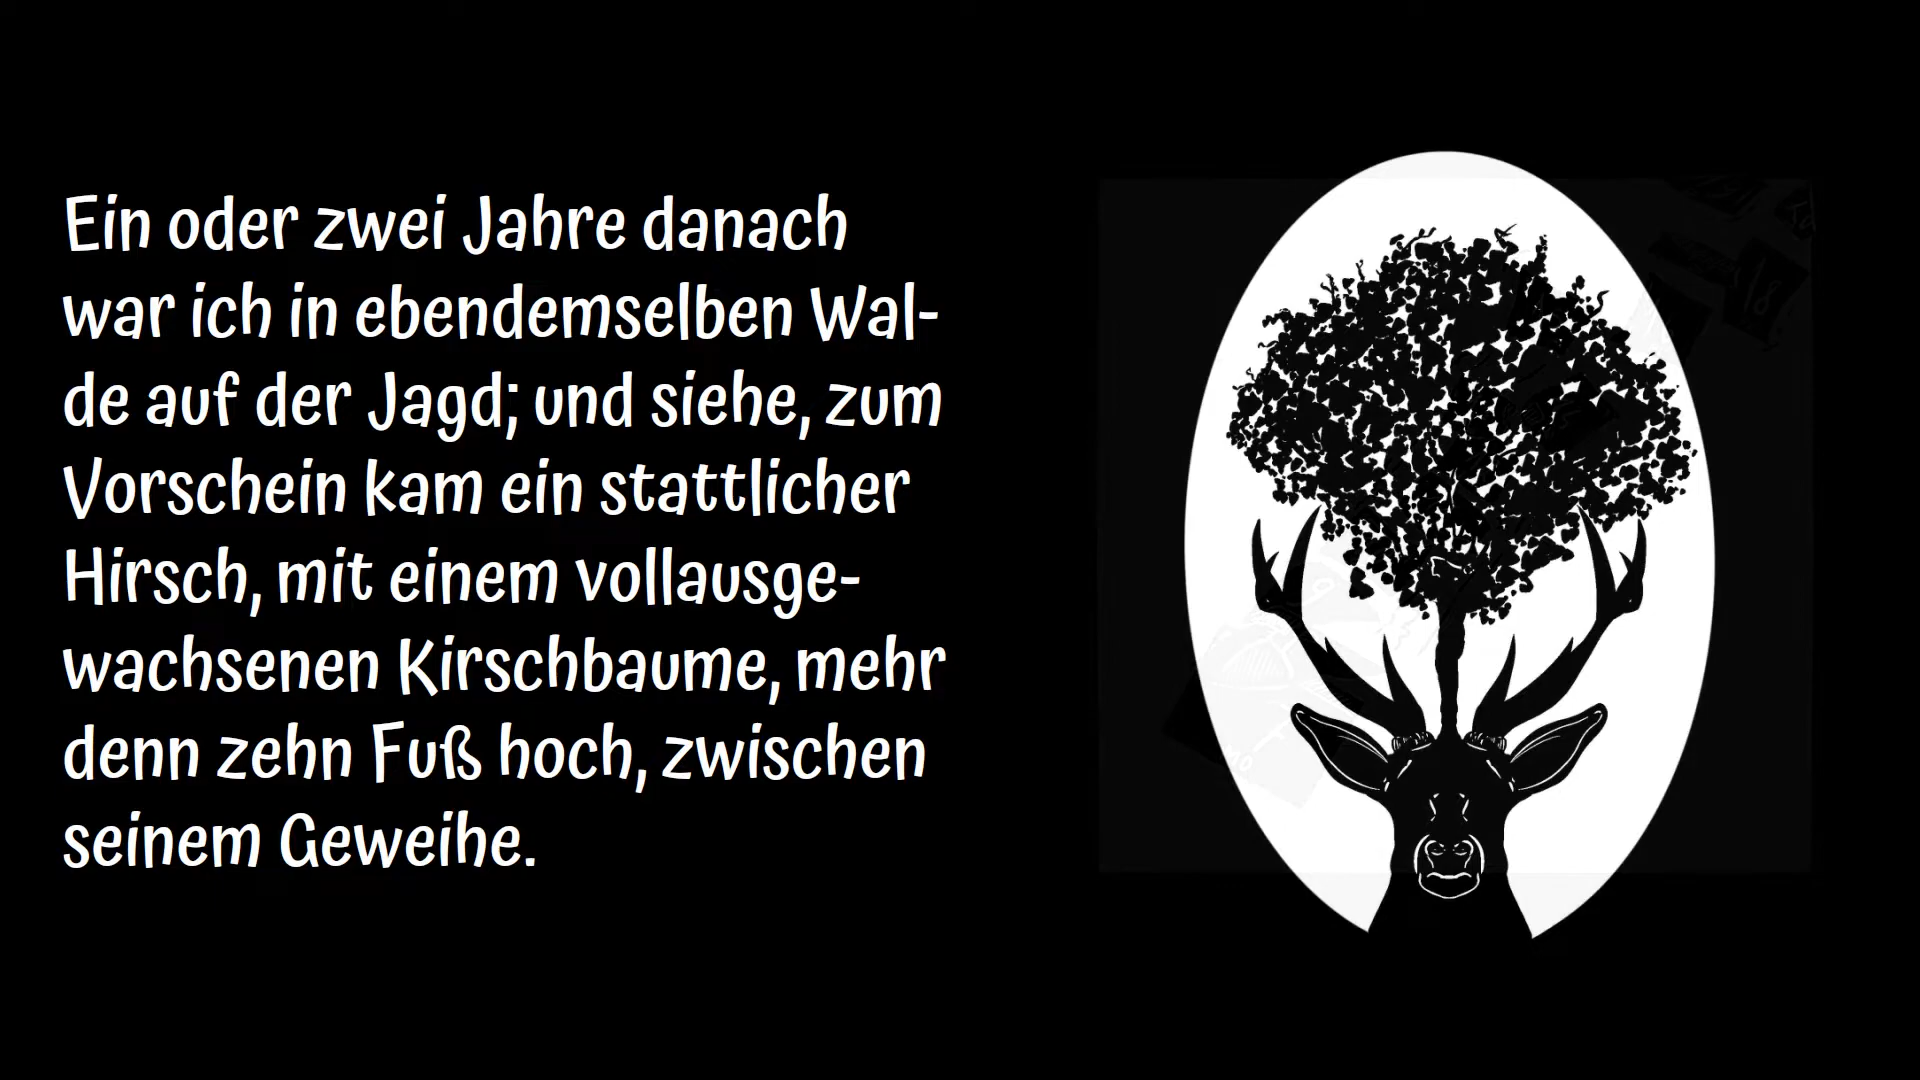 Ein oder zwei Jahre danach
war ich in ebendemselben Wal-
de auf der Jagd; und siehe, zum
Vorschein kam ein stattlicher
Hirsch, mit einem vollausge-
wachsenen Kirschbaume, mehr
denn zehn Fuß hoch, zwischen
seinem Geweihe.